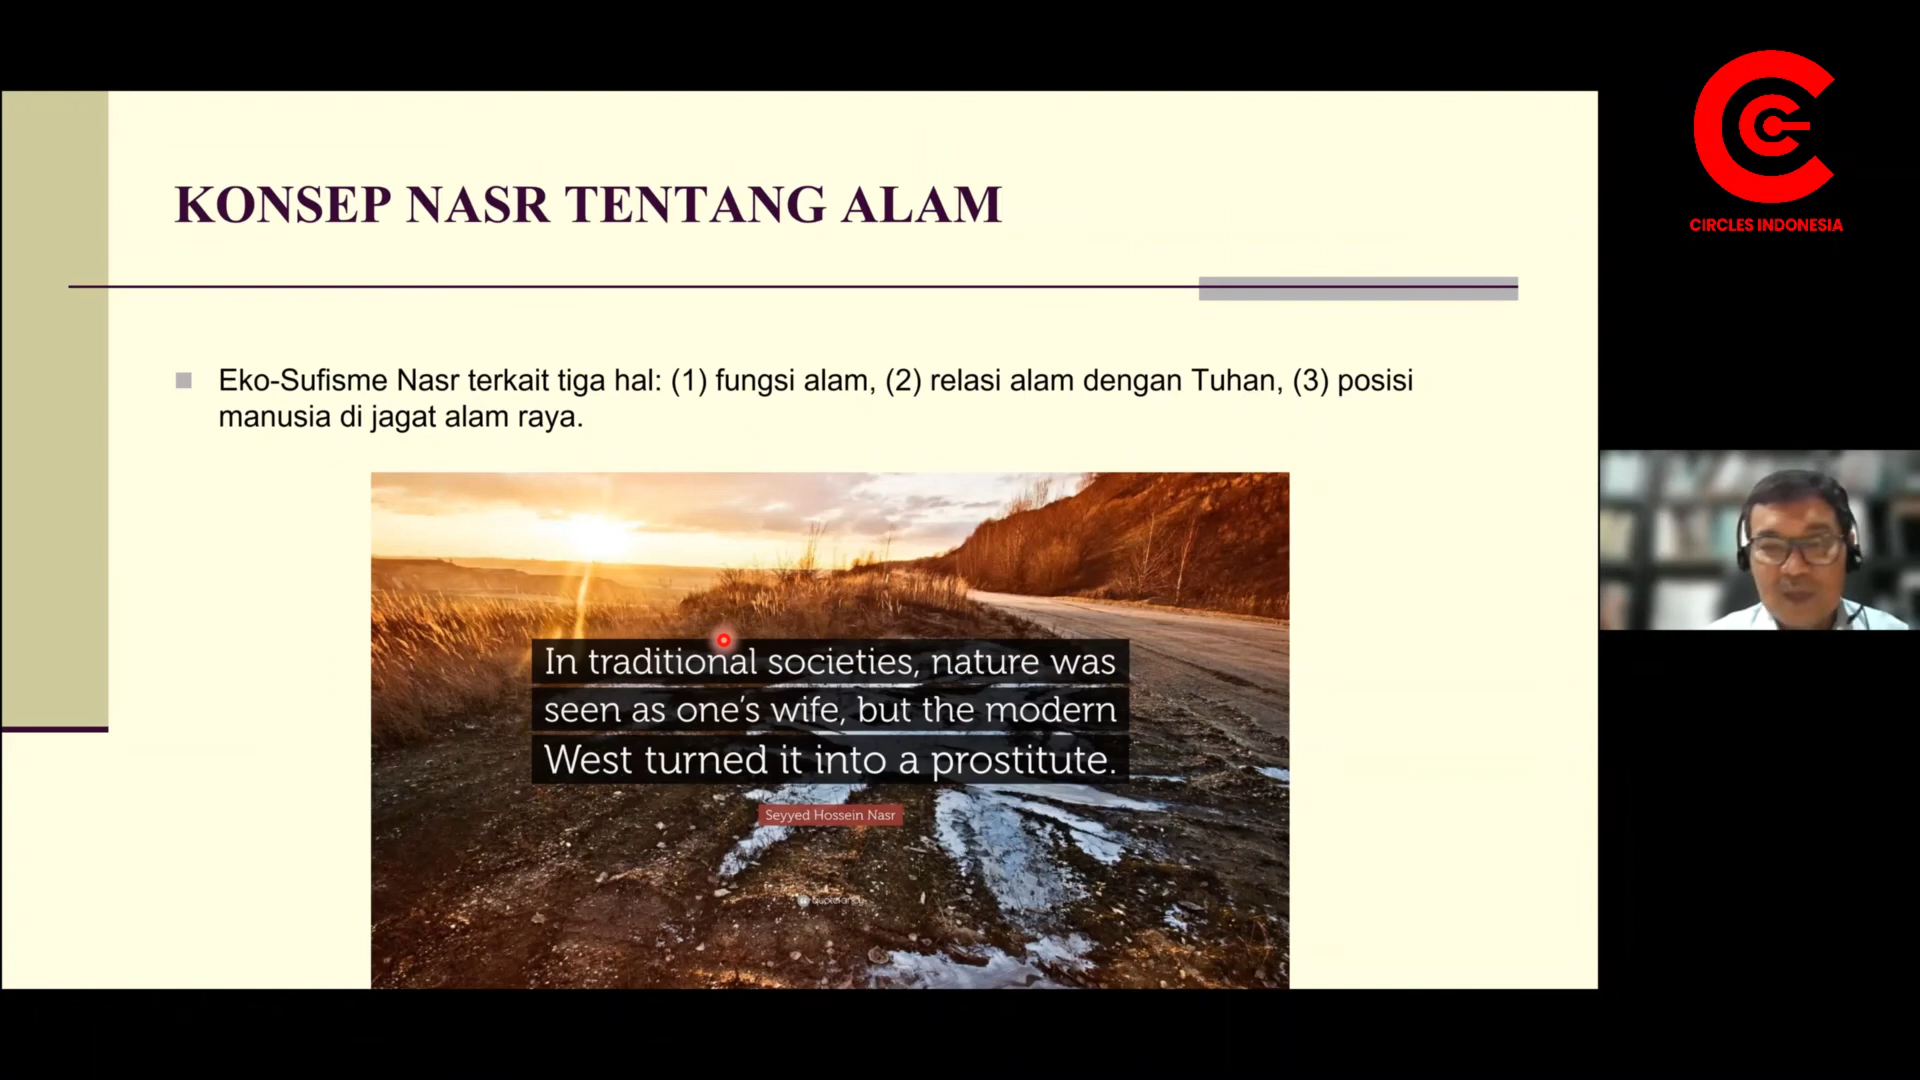 KONSEP NASR TENTANG ALAM
Eko-Sufisme Nasr terkait tiga hal: (1) fungsi alam, (2) relasi alam dengan Tuhan, (3) posisi
manusia di jagat alam raya.
In traditional societies, nature was
seen as one's wife, but the modern
West turned it into a prostitute.
Seyyed Hossein Nasr
quotefancy
CIRCLES INDONESIA